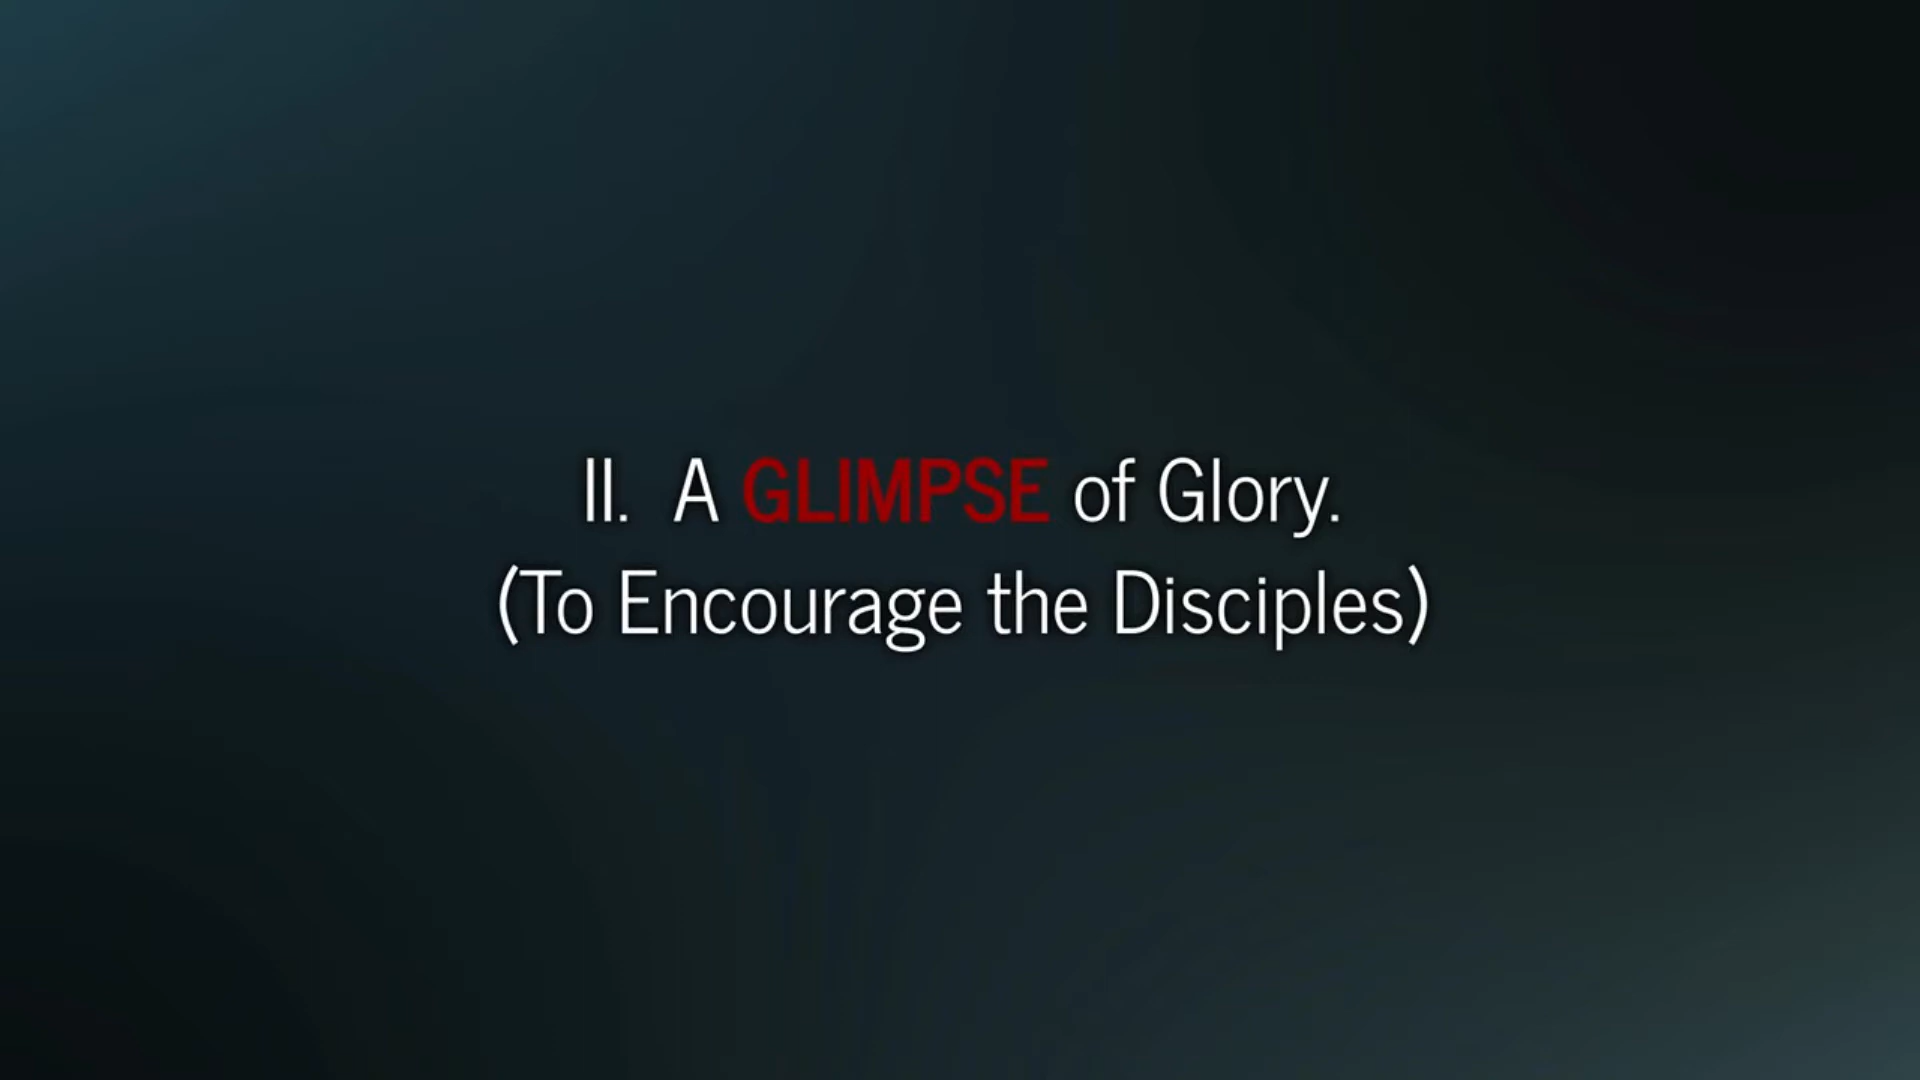 II. A GLIMPSE of Glory.
(To Encourage the Disciples)